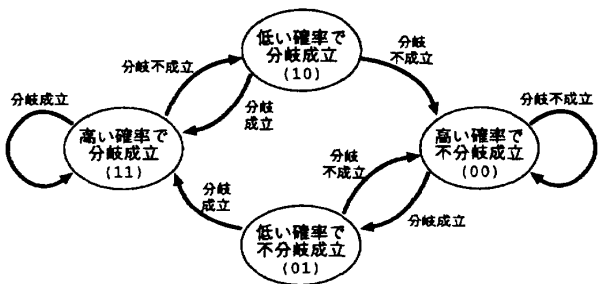 低い確率で
分岐成立
(10)
分岐
不成立
分岐不成立
分岐
成立
分岐成立
高い確率で
分岐成立
(11)
高い確率で
不分岐成立
(00)
分岐不成立
分岐
不成立
分岐
成立
分岐成立
低い確率で
不分岐成立
(01)